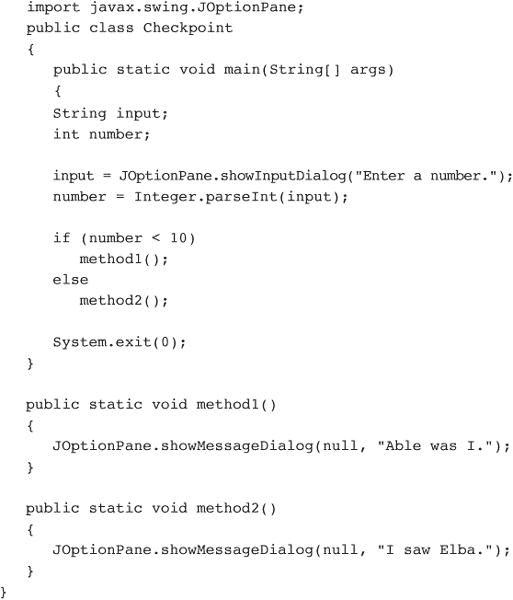 import javax.swing.JOptionPane;
public class Checkpoint
{
public static void main(String[] args)
{
String input;
int number;
input = JOptionPane.showInputDialog("Enter a number.");
number = Integer.parseInt(input);
if (number < 10)
method1();
else
method2();
System.exit(0);
}
public static void method1()
{
JOptionPane.showMessageDialog(null, "Able was I.");
}
public static void method2()
{
JOptionPane.showMessageDialog(null, "I saw Elba.");
}
}